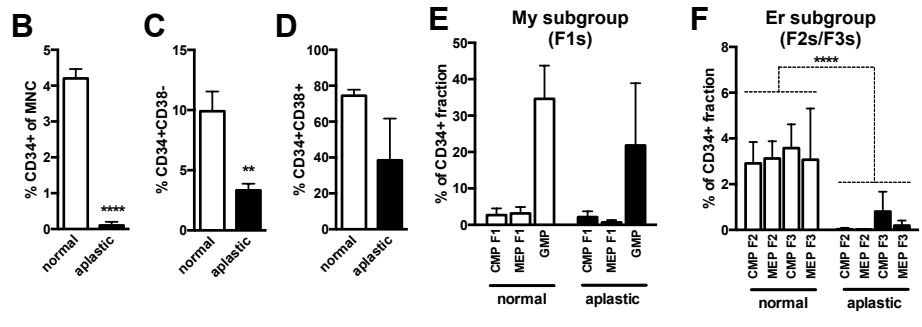 B
% CD34+ of MNC
5
4
3
2
1
0
****
normal
aplastic
C
% CD34+CD38-
15
10
5
0
**
normal
aplastic
D
% CD34+CD38+
100
80
60
40
20
0
normal
aplastic
E
My subgroup
(F1s)
% of CD34+ fraction
50
40
30
20
10
0
CMP F1
MEP F1
GMP
CMP F1
MEP F1
GMP
normal
aplastic
F
Er subgroup
(F2s/F3s)
% of CD34+ fraction
8
6
4
2
0
****
CMP F2
MEP F2
CMP F3
MEP F3
CMP F2
MEP F2
CMP F3
MEP F3
normal
aplastic